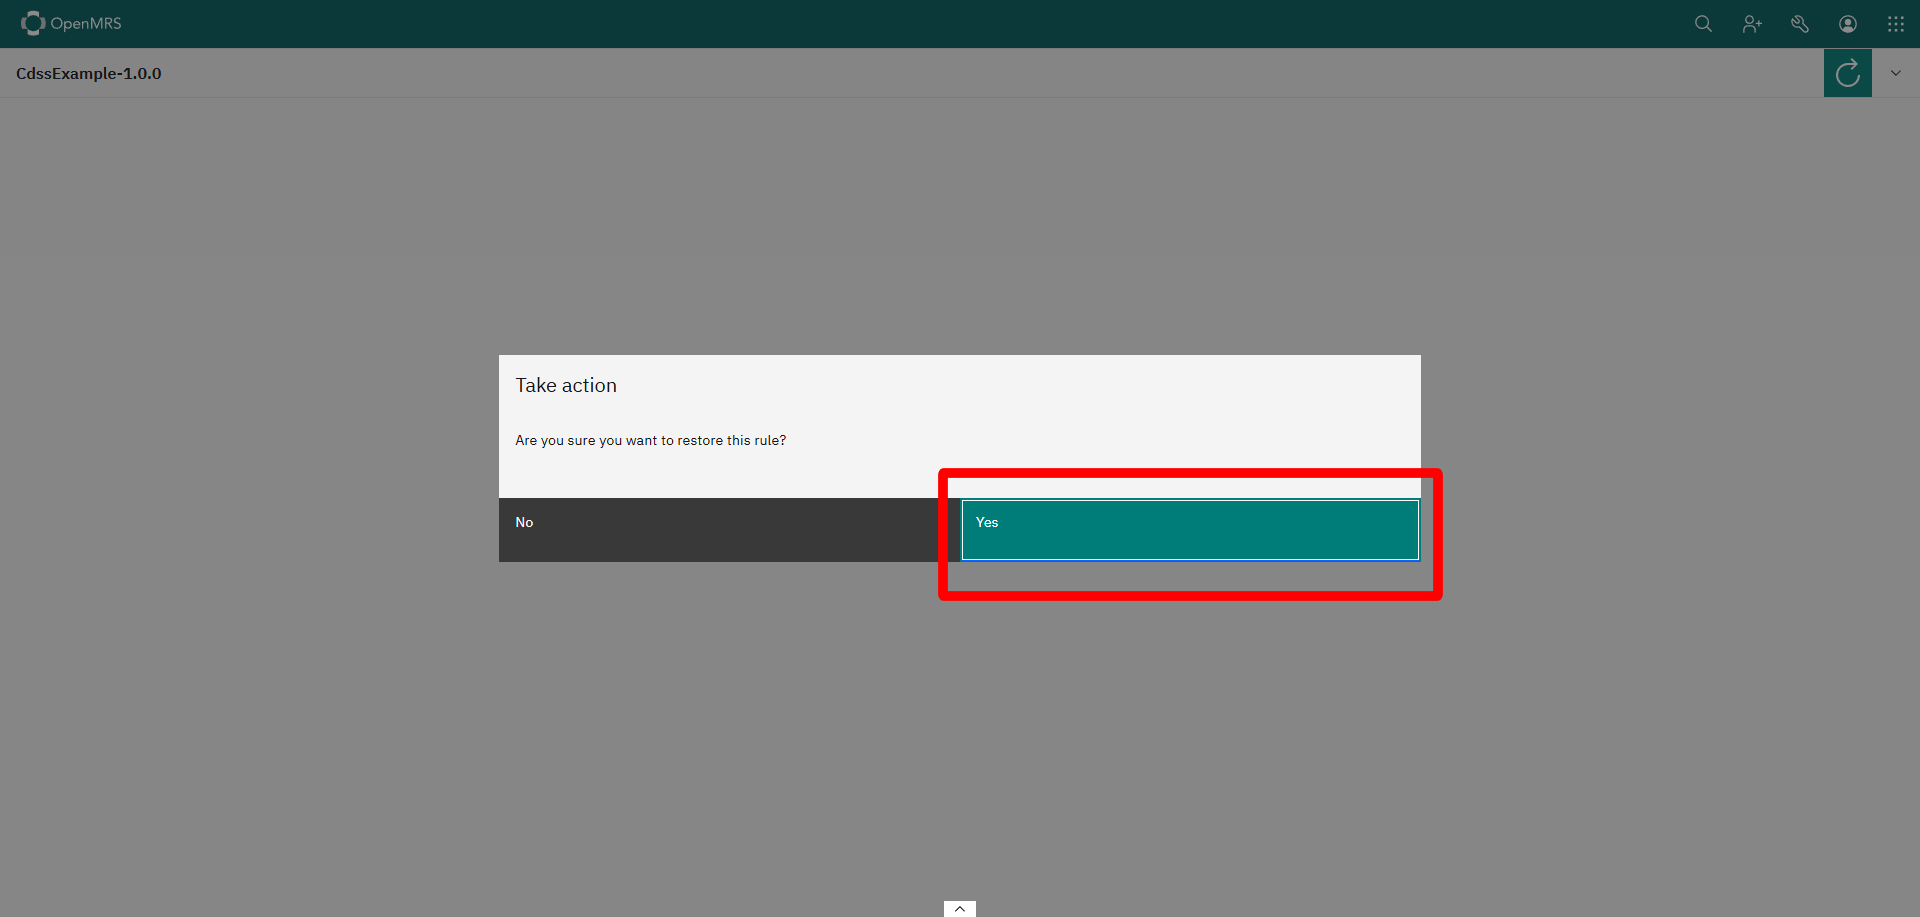 OpenMRS
CdssExample-1.0.0
Take action
Are you sure you want to restore this rule?
No
Yes